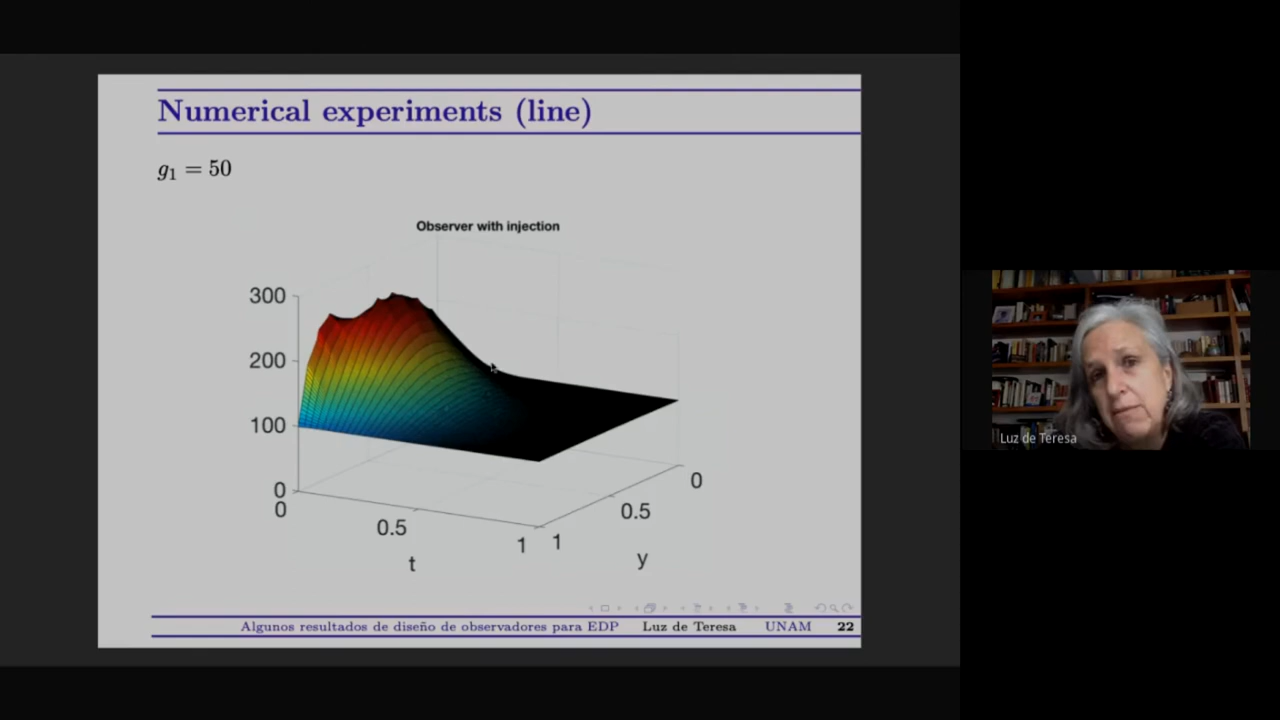 Numerical experiments (line)
g₁ = 50
Observer with injection
300
200
100
0
0
0.5
1
t
1
0.5
0
y
Algunos resultados de diseño de observadores para EDP Luz de Teresa UNAM 22
Luz de Teresa